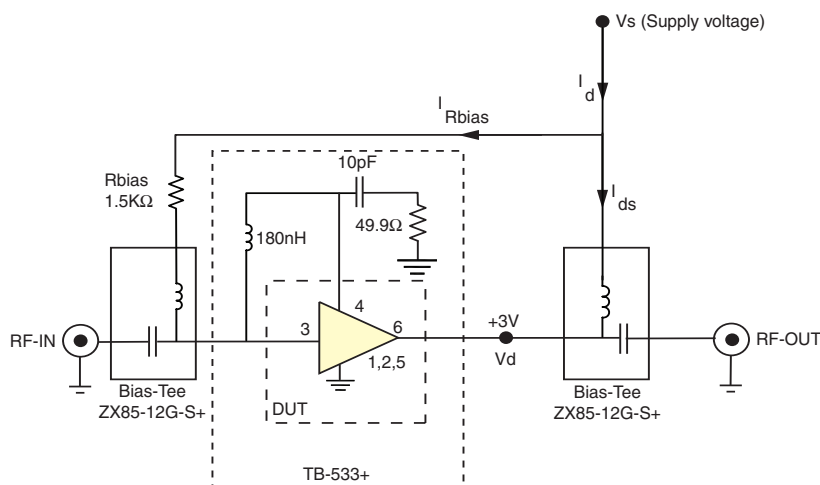 Vs (Supply voltage)
I d
I Rbias
10pF
Rbias
1.5KΩ
49.9Ω
I ds
180nH
4
3
6
+3V
RF-IN
RF-OUT
1,2,5
Vd
Bias-Tee
ZX85-12G-S+
DUT
Bias-Tee
ZX85-12G-S+
TB-533+